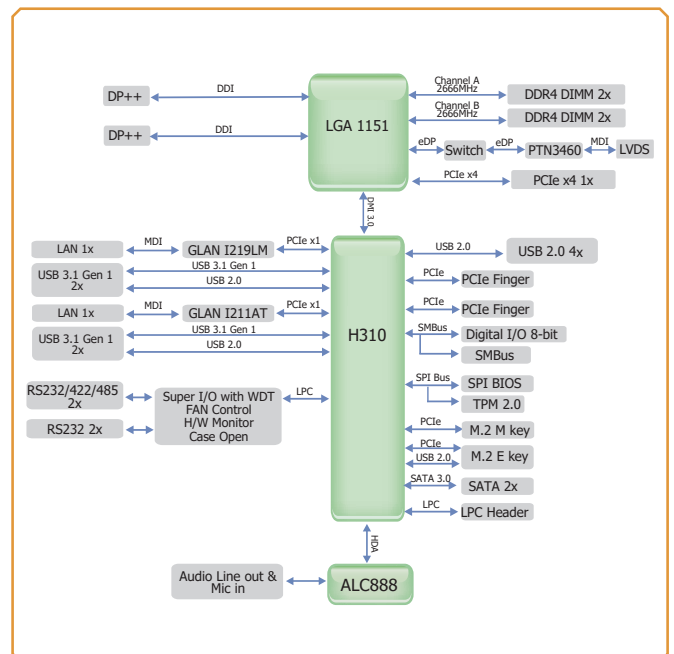 DP++
DDI
DP++
DDI
LGA 1151
Channel A
2666MHz
DDR4 DIMM 2x
Channel B
2666MHz
DDR4 DIMM 2x
eDP
Switch
eDP
PTN3460
MDI
LVDS
PCIe x4
PCIe x4 1x
DMI 3.0
LAN 1x
MDI
GLAN I219LM
PCIe x1
USB 3.1 Gen 1
2x
USB 3.1 Gen 1
USB 2.0
LAN 1x
MDI
GLAN I211AT
PCIe x1
USB 3.1 Gen 1
2x
USB 3.1 Gen 1
USB 2.0
RS232/422/485
2x
RS232 2x
Super I/O with WDT
FAN Control
H/W Monitor
Case Open
LPC
H310
USB 2.0
USB 2.0 4x
PCIe
PCIe Finger
PCIe
PCIe Finger
SMBus
Digital I/O 8-bit
SMBus
SPI Bus
SPI BIOS
TPM 2.0
PCIe
M.2 M key
PCIe
USB 2.0
M.2 E key
SATA 3.0
SATA 2x
LPC
LPC Header
HDA
Audio Line out &
Mic in
ALC888